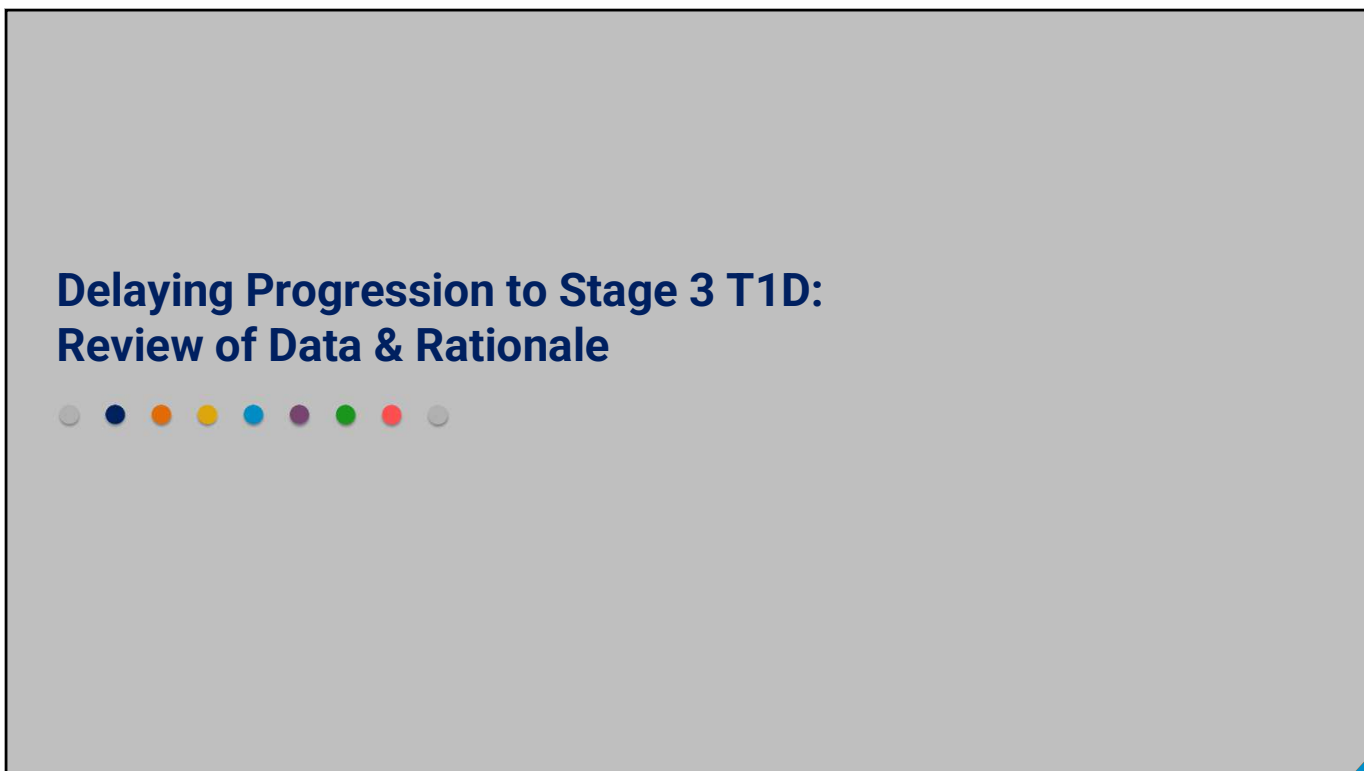 Delaying Progression to Stage 3 T1D:
Review of Data & Rationale